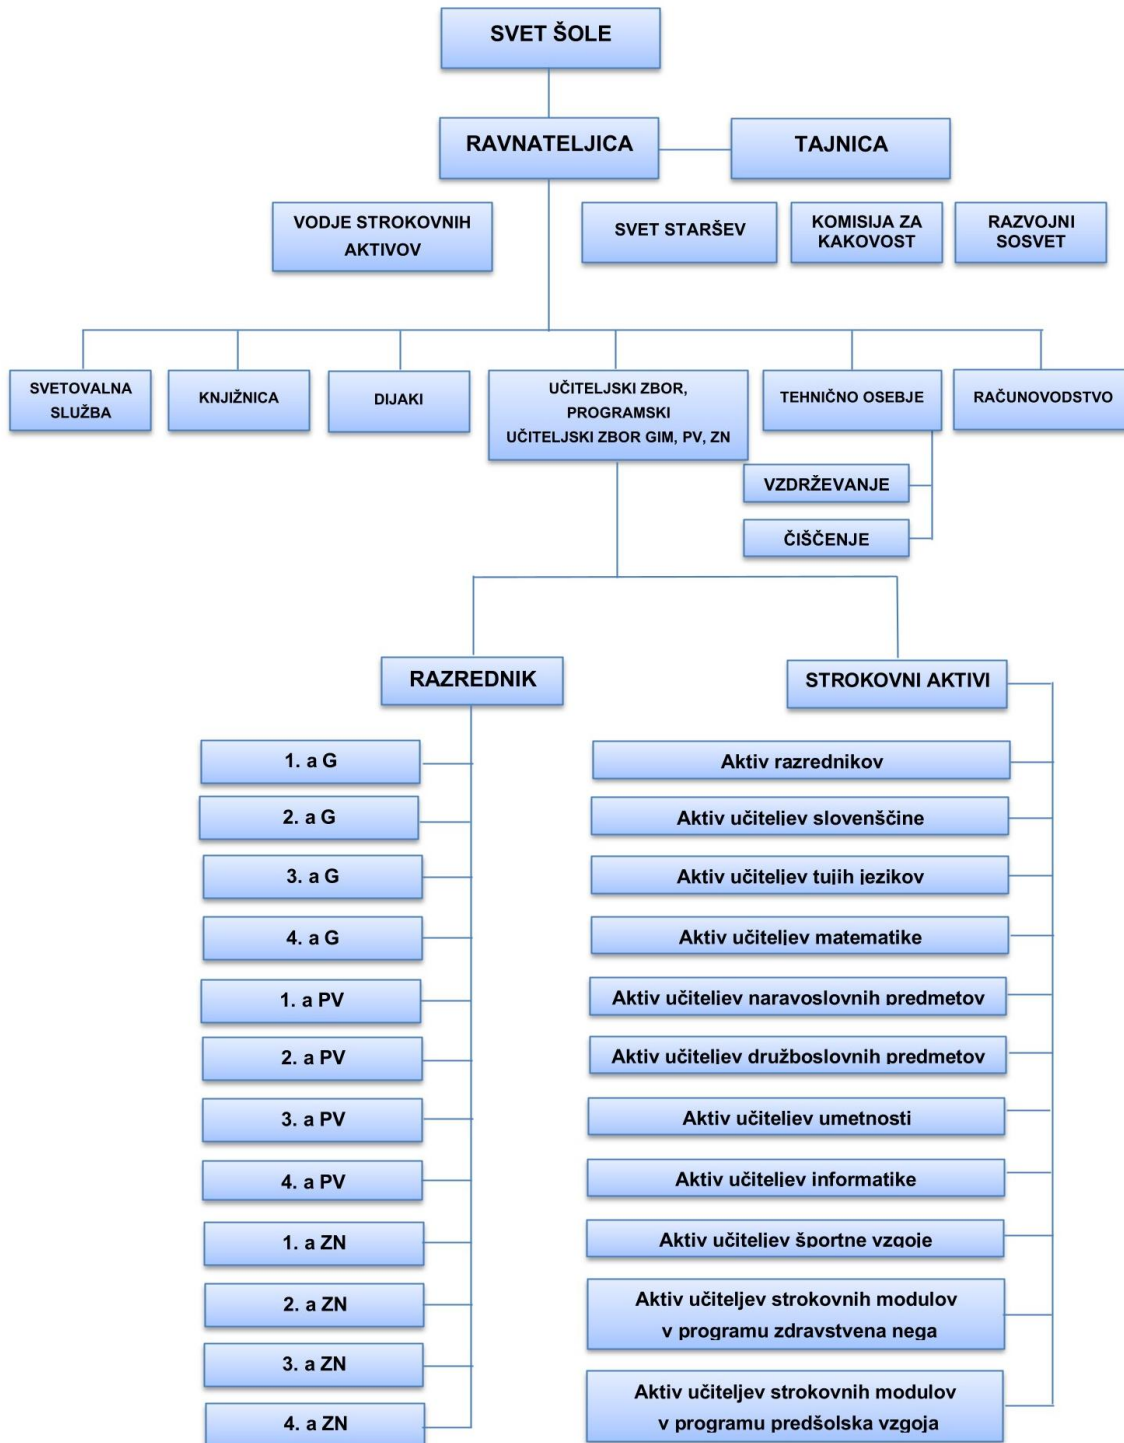 SVET ŠOLE
RAVNATELJICA
TAJNICA
VODJE STROKOVNIH
AKTIVOV
SVET STARŠEV
KOMISIJA ZA
KAKOVOST
RAZVOJNI
SOSVET
SVETOVALNA
SLUŽBA
KNJIŽNICA
DIJAKI
UČITELJSKI ZBOR,
PROGRAMSKI
UČITELJSKI ZBOR GIM, PV, ZN
TEHNIČNO OSEBJE
RAČUNOVODSTVO
VZDRŽEVANJE
ČIŠČENJE
RAZREDNIK
1. a G
2. a G
3. a G
4. a G
1. a PV
2. a PV
3. a PV
4. a PV
1. a ZN
2. a ZN
3. a ZN
4. a ZN
STROKOVNI AKTIVI
Aktiv razrednikov
Aktiv učiteljev slovenščine
Aktiv učiteljev tujih jezikov
Aktiv učiteljev matematike
Aktiv učiteljev naravoslovnih predmetov
Aktiv učiteljev družboslovnih predmetov
Aktiv učiteljev umetnosti
Aktiv učiteljev informatike
Aktiv učiteljev športne vzgoje
Aktiv učiteljev strokovnih modulov
v programu zdravstvena nega
Aktiv učiteljev strokovnih modulov
v programu predšolska vzgoja